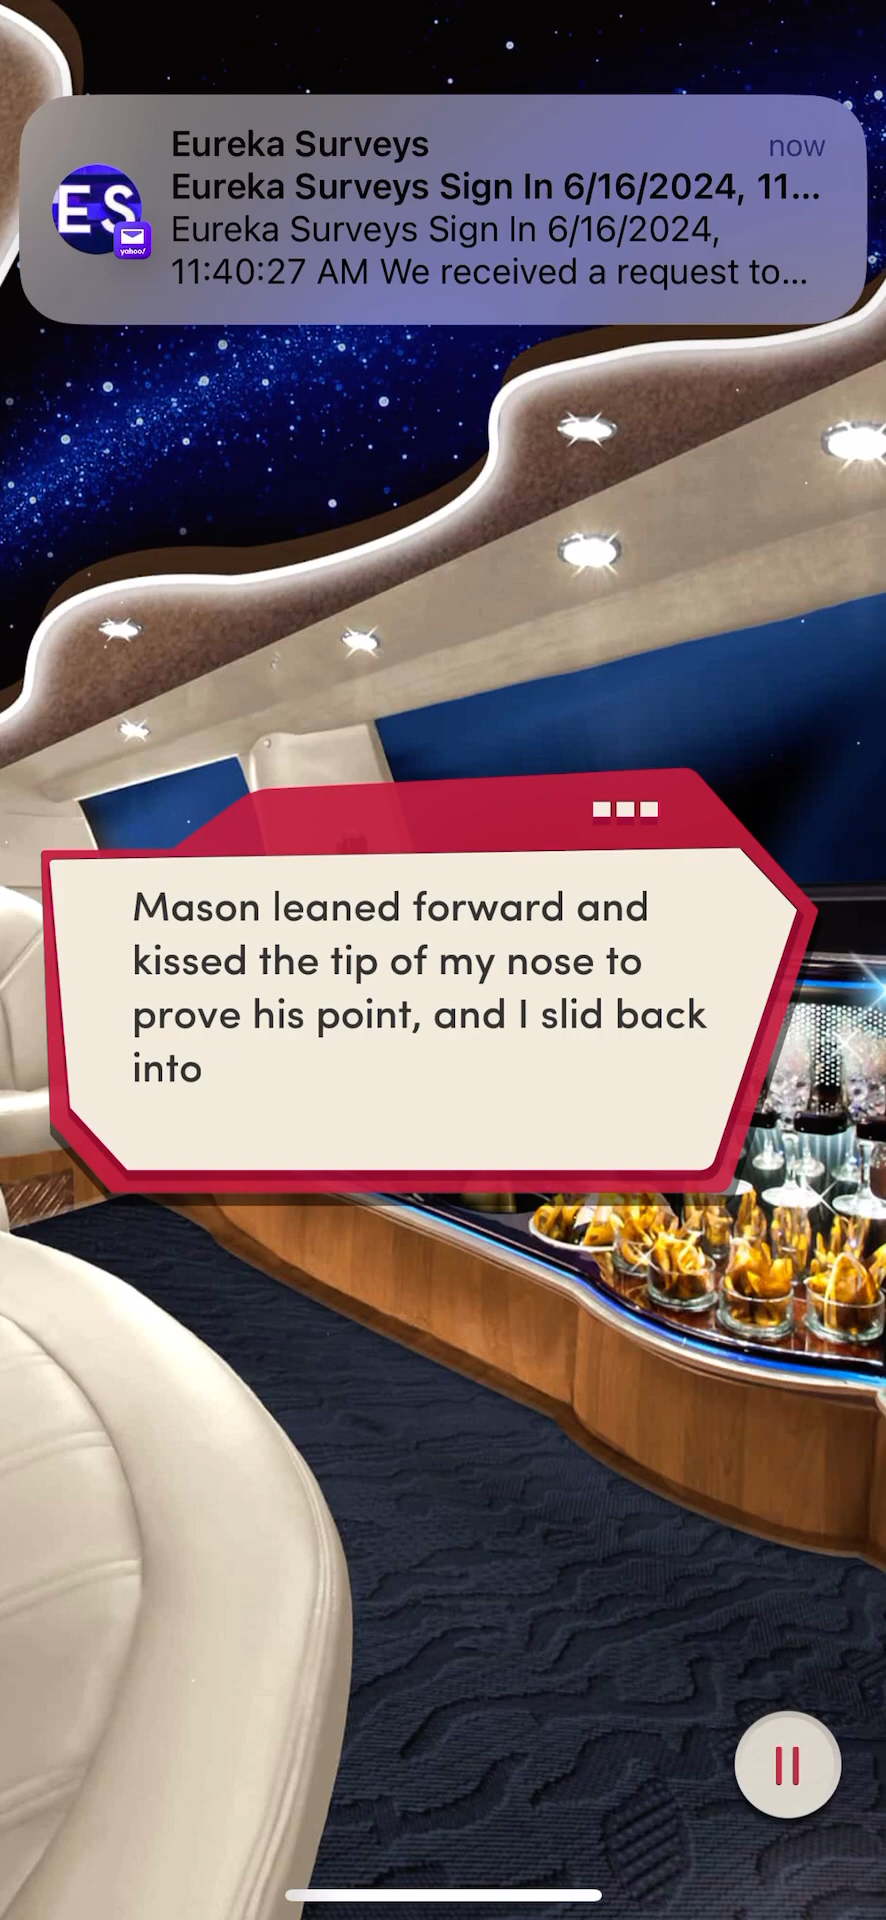 Eureka Surveys
now
Eureka Surveys Sign In 6/16/2024, 11...
Eureka Surveys Sign In 6/16/2024,
11:40:27 AM We received a request to...
ES
yahoo!
Mason leaned forward and
kissed the tip of my nose to
prove his point, and I slid back
into